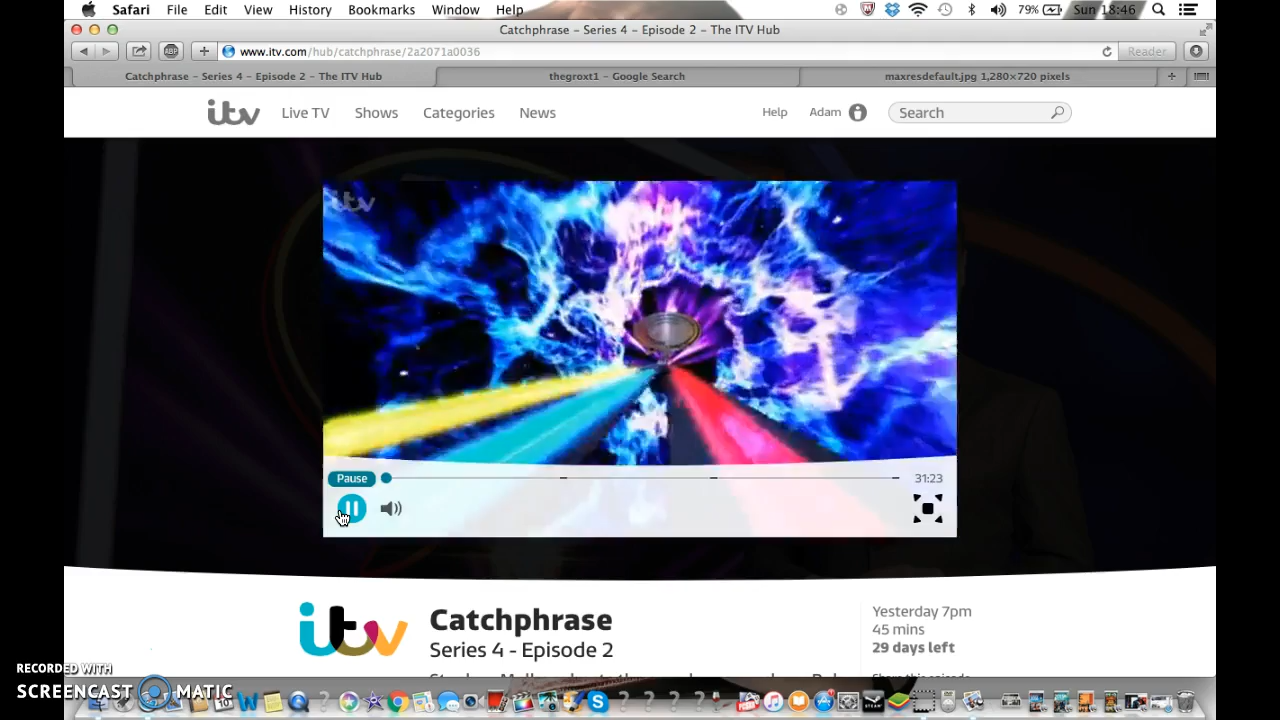 Safari File Edit View History Bookmarks Window Help 79% Sun 18:46
Catchphrase – Series 4 – Episode 2 – The ITV Hub
www.itv.com/hub/catchphrase/2a2071a0036 Reader
ABP
Catchphrase – Series 4 – Episode 2 – The ITV Hub thegroxt1 – Google Search maxresdefault.jpg 1,280×720 pixels
itv Live TV Shows Categories News Help Adam Search
itv
Pause 31:23
itv
Catchphrase
Series 4 - Episode 2
Yesterday 7pm
45 mins
29 days left
RECORDED WITH
SCREENCAST MATIC